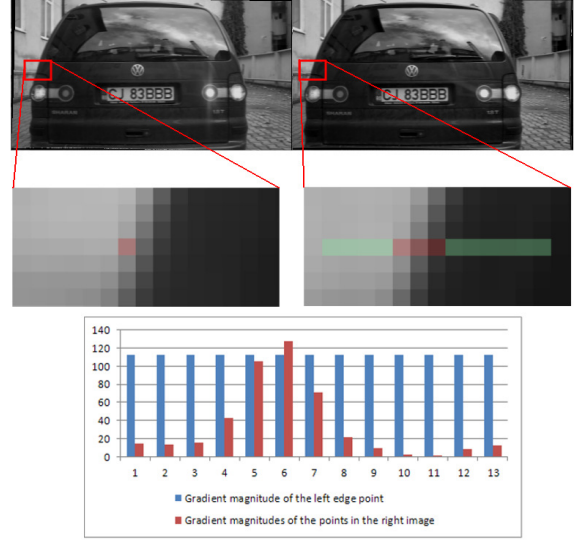 CJ 83BBB
CJ 83BBB
SHARAN
TDI
140
120
100
80
60
40
20
0
1 2 3 4 5 6 7 8 9 10 11 12 13
Gradient magnitude of the left edge point
Gradient magnitudes of the points in the right image